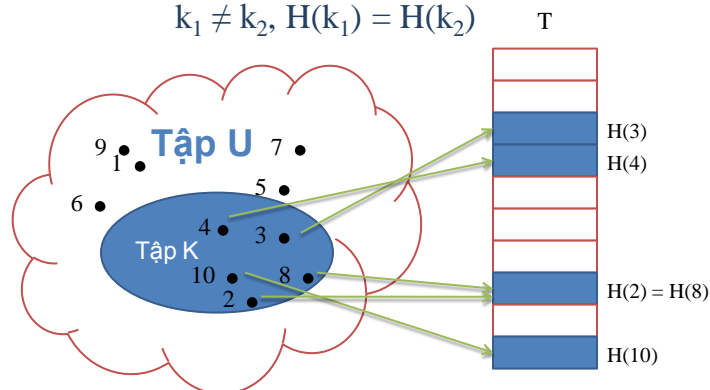 k₁ ≠ k₂, H(k₁) = H(k₂)
T
Tập U
9
1
7
6
5
4
3
Tập K
10
8
2
H(3)
H(4)
H(2) = H(8)
H(10)